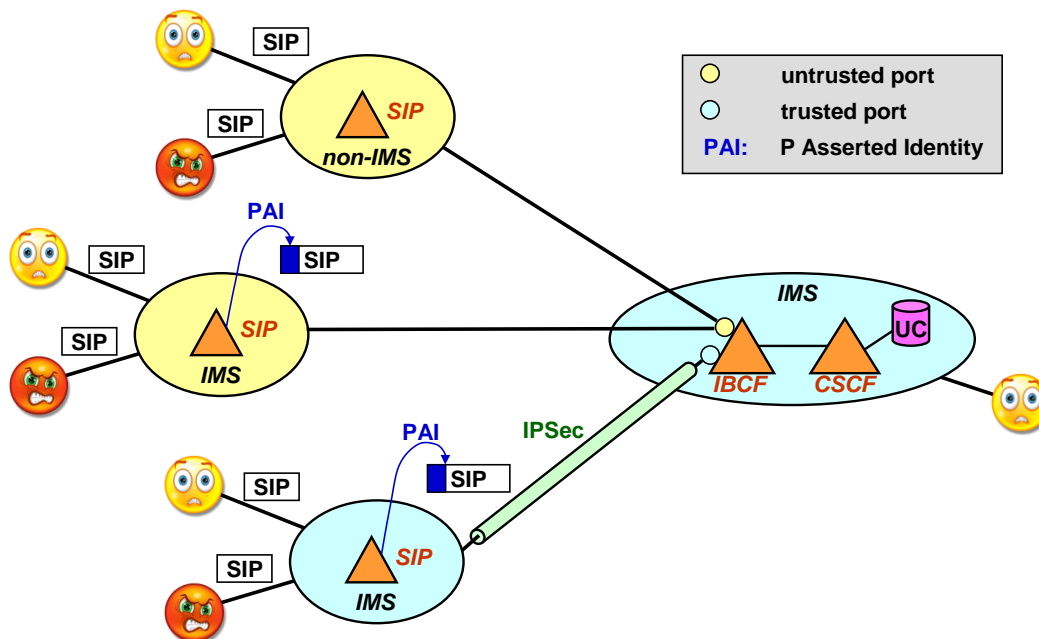 SIP
SIP
SIP
non-IMS
untrusted port
trusted port
PAI: P Asserted Identity
PAI
SIP
SIP
SIP
SIP
IMS
IMS
UC
IBCF
CSCF
IPSec
PAI
SIP
SIP
SIP
SIP
IMS